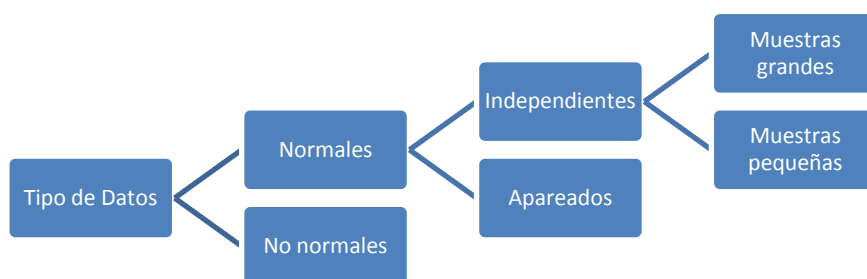 Tipo de Datos
Normales
No normales
Independientes
Apareados
Muestras
grandes
Muestras
pequeñas